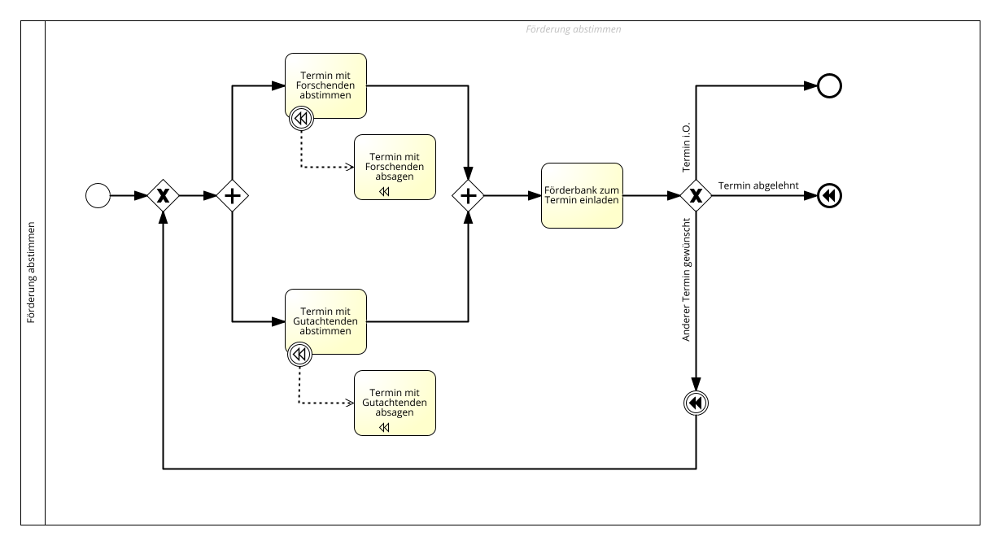 Förderung abstimmen
Förderung abstimmen
Termin mit
Forschenden
abstimmen
Termin mit
Forschenden
absagen
Förderbank zum
Termin einladen
Termin i.O.
Termin abgelehnt
Anderer Termin gewünscht
Termin mit
Gutachtenden
abstimmen
Termin mit
Gutachtenden
absagen